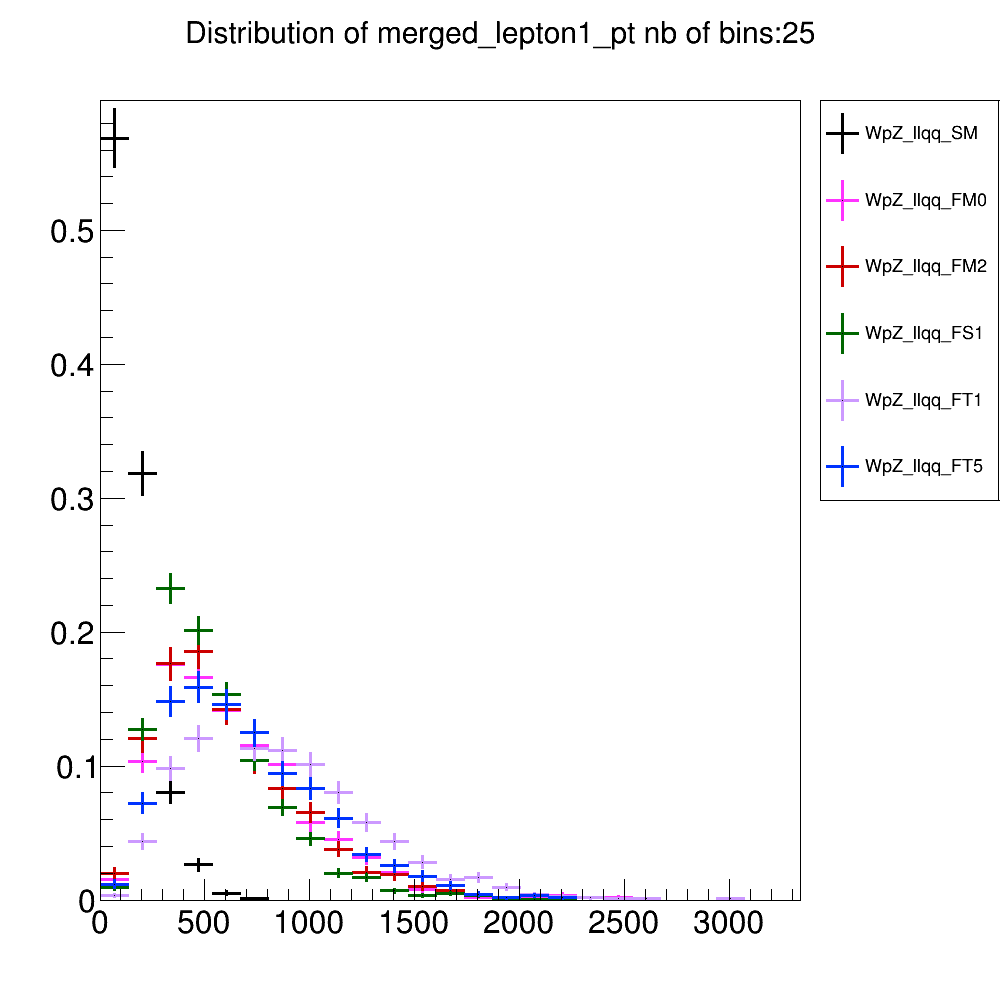 Distribution of merged_lepton1_pt nb of bins:25
WpZ_llqq_SM
WpZ_llqq_FM0
WpZ_llqq_FM2
WpZ_llqq_FS1
WpZ_llqq_FT1
WpZ_llqq_FT5
0.5
0.4
0.3
0.2
0.1
0
0 500 1000 1500 2000 2500 3000